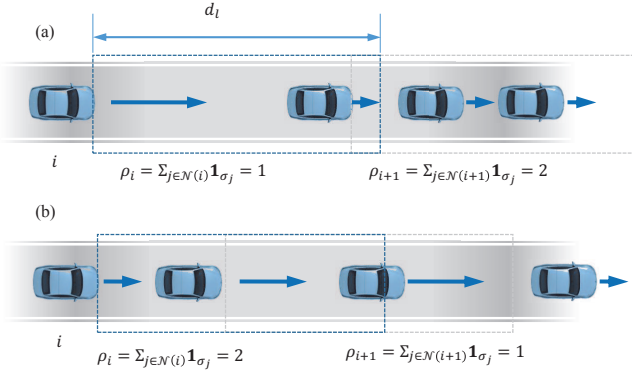 d_l
(a)
i
ρ_i = Σ_{j∈𝒩(i)} 𝟏_{σ_j} = 1
ρ_{i+1} = Σ_{j∈𝒩(i+1)} 𝟏_{σ_j} = 2
(b)
i
ρ_i = Σ_{j∈𝒩(i)} 𝟏_{σ_j} = 2
ρ_{i+1} = Σ_{j∈𝒩(i+1)} 𝟏_{σ_j} = 1